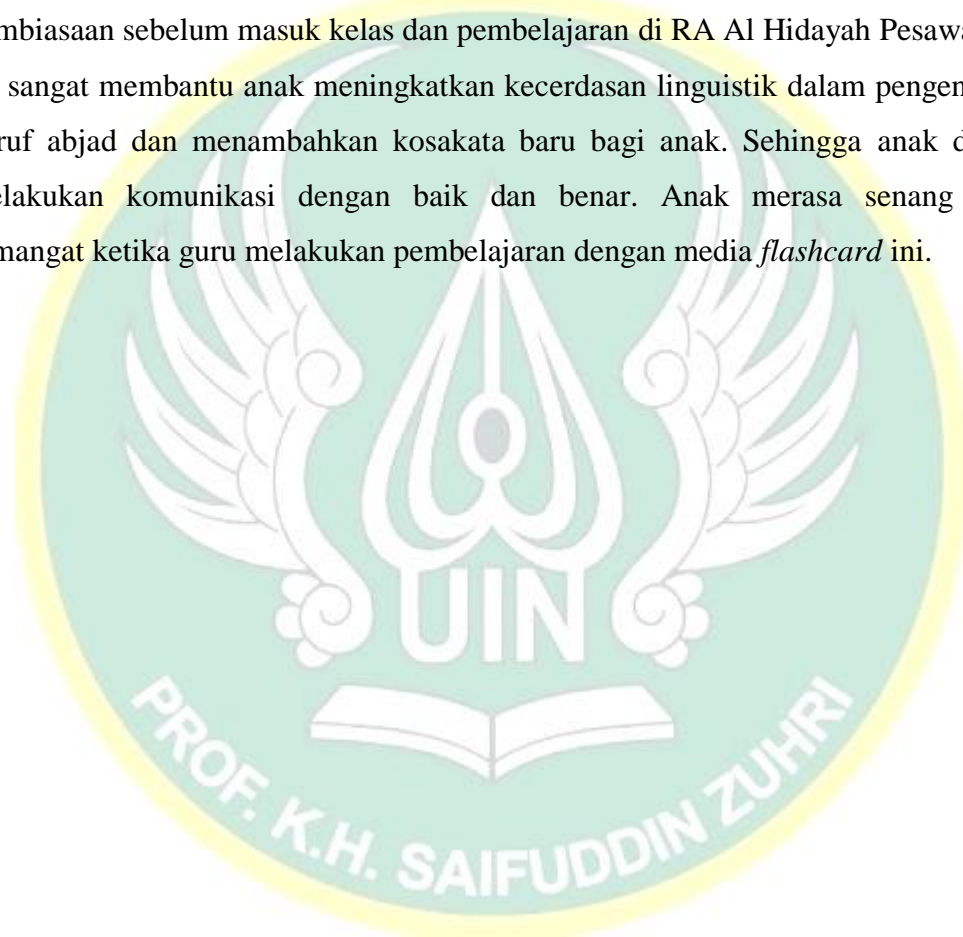 mbiasaan sebelum masuk kelas dan pembelajaran di RA Al Hidayah Pesawa
sangat membantu anak meningkatkan kecerdasan linguistik dalam pengen
ruf abjad dan menambahkan kosakata baru bagi anak. Sehingga anak d
elakukan komunikasi dengan baik dan benar. Anak merasa senang
mangat ketika guru melakukan pembelajaran dengan media flashcard ini.
UIN
PROF. K.H. SAIFUDDIN ZUHRI